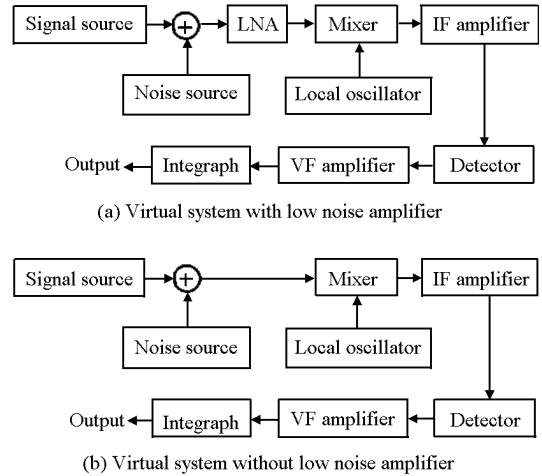 Signal source
+
LNA
Mixer
IF amplifier
Noise source
Local oscillator
Output
Integraph
VF amplifier
Detector
(a) Virtual system with low noise amplifier
Signal source
+
Mixer
IF amplifier
Noise source
Local oscillator
Output
Integraph
VF amplifier
Detector
(b) Virtual system without low noise amplifier